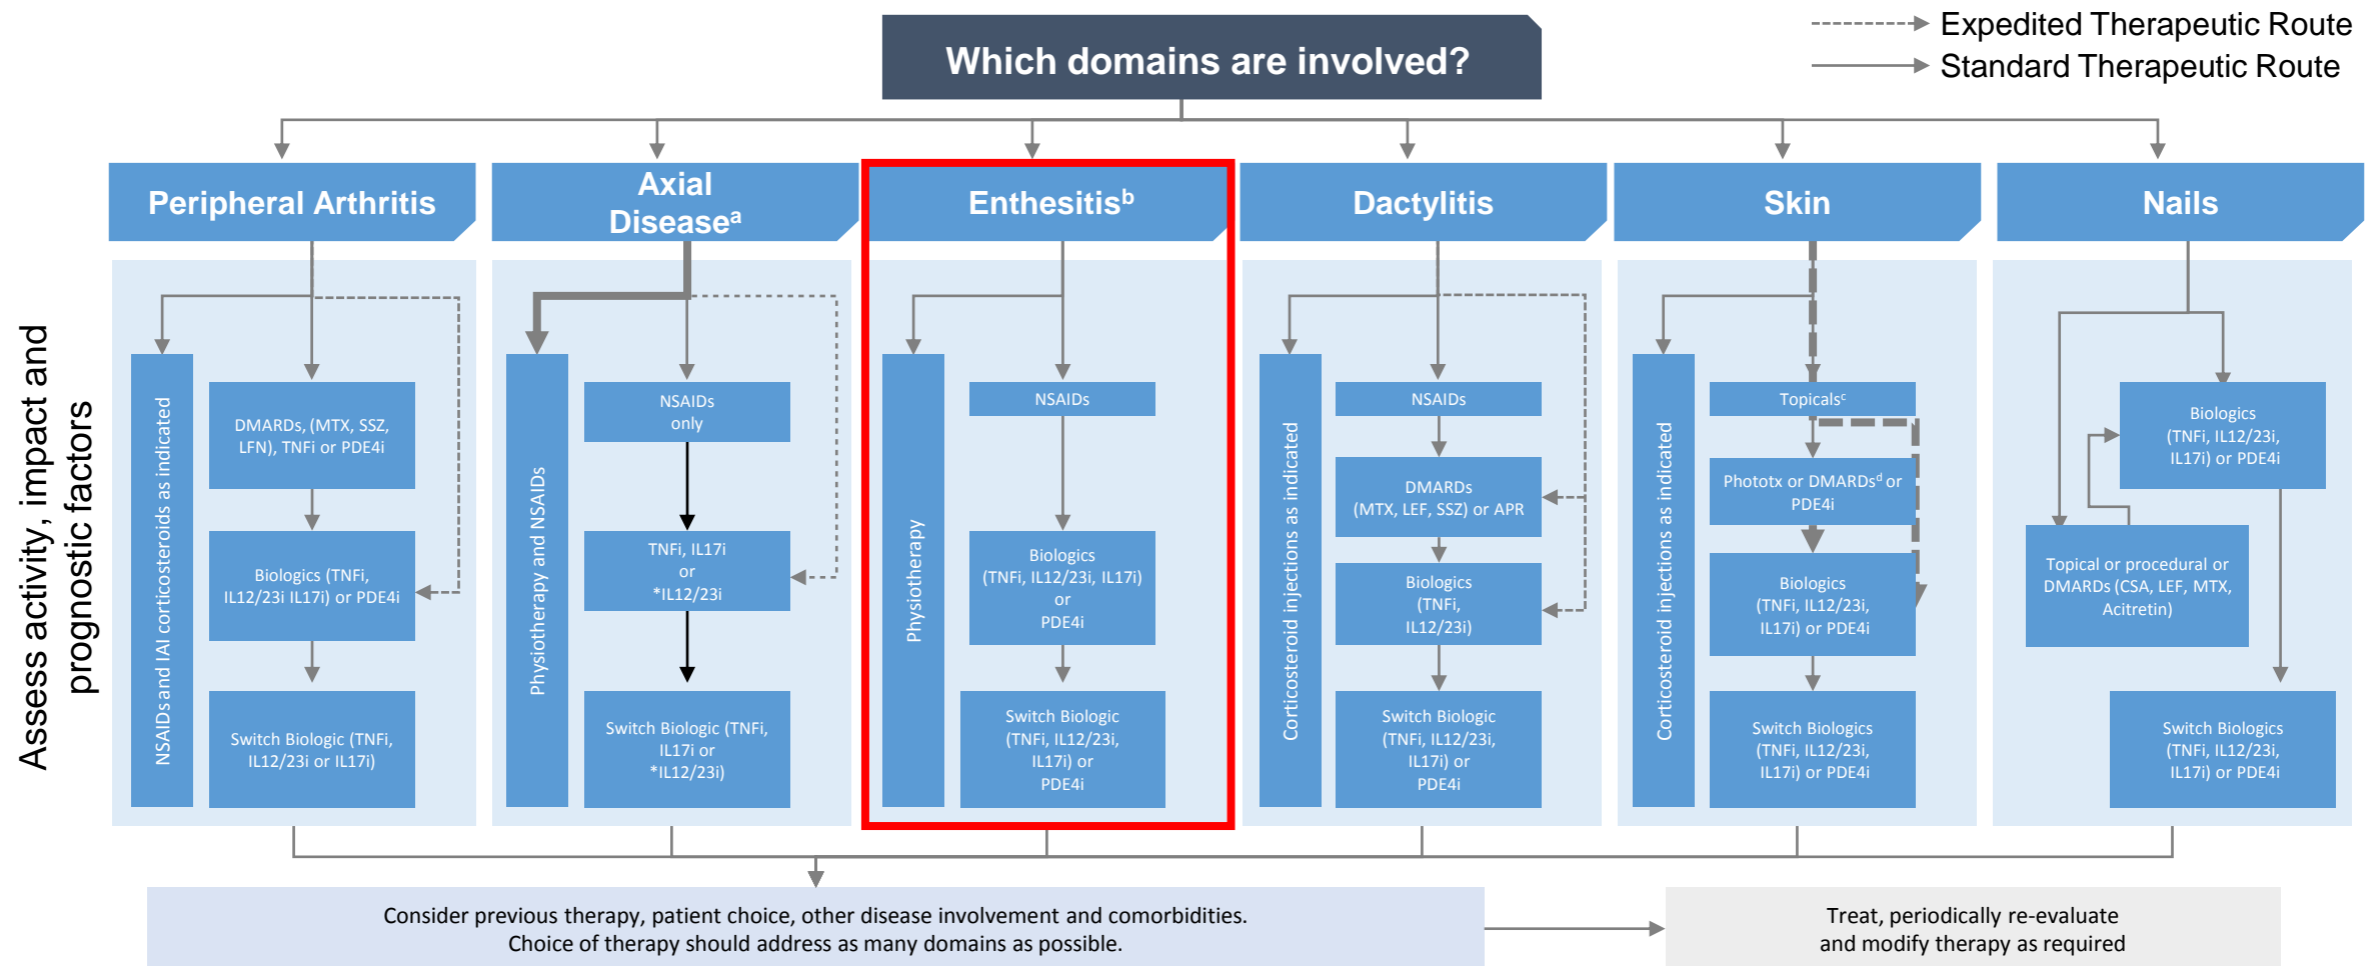 Which domains are involved?
Expedited Therapeutic Route
Standard Therapeutic Route
Assess activity, impact and
prognostic factors
Peripheral Arthritis
NSAIDs and IAI corticosteroids as indicated
DMARDs, (MTX, SSZ,
LFN), TNFi or PDE4i
Biologics (TNFi,
IL12/23i IL17i) or PDE4i
Switch Biologic (TNFi,
IL12/23i or IL17i)
Axial
Diseaseᵃ
Physiotherapy and NSAIDs
NSAIDs
only
TNFi, IL17i
or
*IL12/23i
Switch Biologic (TNFi,
IL17i or
*IL12/23i)
Enthesitisᵇ
Physiotherapy
NSAIDs
Biologics
(TNFi, IL12/23i, IL17i)
or
PDE4i
Switch Biologic
(TNFi, IL12/23i,
IL17i) or
PDE4i
Dactylitis
Corticosteroid injections as indicated
NSAIDs
DMARDs
(MTX, LEF, SSZ) or APR
Biologics
(TNFi,
IL12/23i)
Switch Biologic
(TNFi, IL12/23i,
IL17i) or
PDE4i
Skin
Corticosteroid injections as indicated
Topicalsᶜ
Phototx or DMARDsᵈ or
PDE4i
Biologics
(TNFi, IL12/23i,
IL17i) or PDE4i
Switch Biologics
(TNFi, IL12/23i,
IL17i) or PDE4i
Nails
Biologics
(TNFi, IL12/23i,
IL17i) or PDE4i
Topical or procedural or
DMARDs (CSA, LEF, MTX,
Acitretin)
Switch Biologics
(TNFi, IL12/23i,
IL17i) or PDE4i
Consider previous therapy, patient choice, other disease involvement and comorbidities.
Choice of therapy should address as many domains as possible.
Treat, periodically re-evaluate
and modify therapy as required